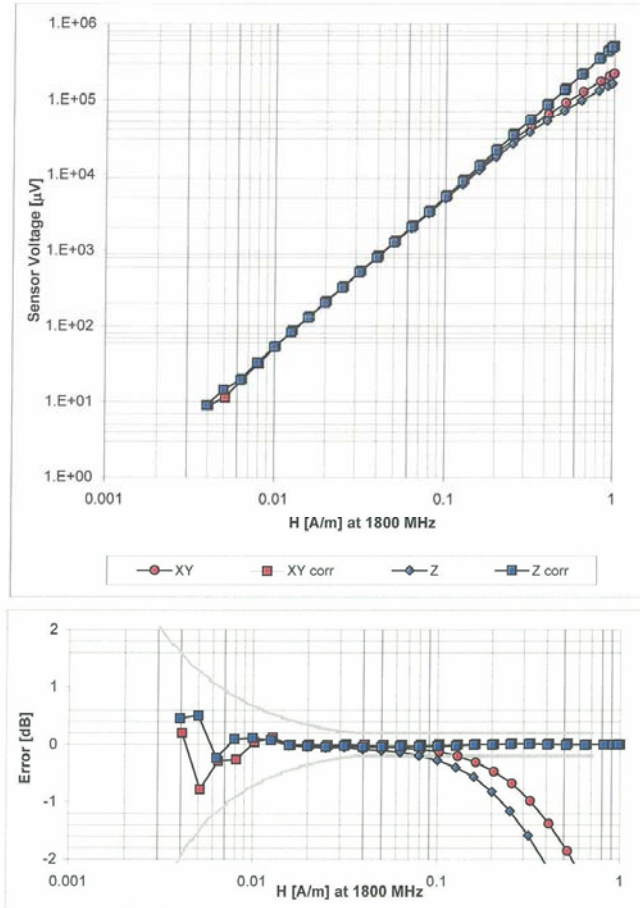 1.E+06
1.E+05
1.E+04
1.E+03
1.E+02
1.E+01
1.E+00
Sensor Voltage [µV]
0.001 0.01 0.1 1
H [A/m] at 1800 MHz
XY XY corr Z Z corr
2
1
0
-1
-2
Error [dB]
0.001 0.01 0.1 1
H [A/m] at 1800 MHz